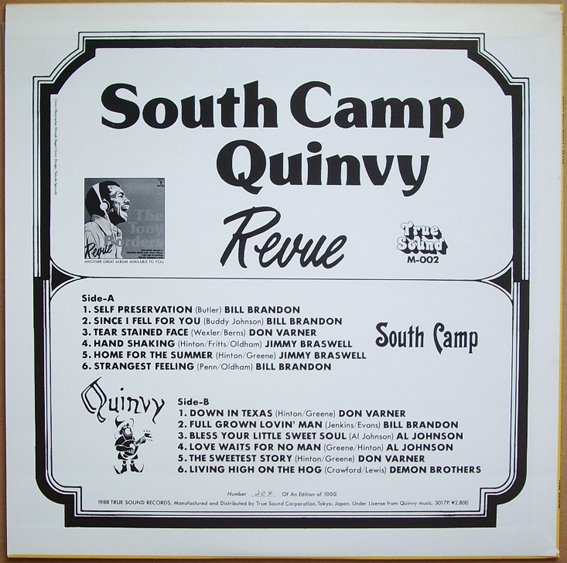 South Camp
Quinvy
Revue
The
Tony
Borders
Revue
ANOTHER GREAT ALBUM AVAILABLE TO YOU
True
Sound
M-002
Side-A
1. SELF PRESERVATION (Butler) BILL BRANDON
2. SINCE I FELL FOR YOU (Buddy Johnson) BILL BRANDON
3. TEAR STAINED FACE (Wexler/Berns) DON VARNER
4. HAND SHAKING (Hinton/Fritts/Oldham) JIMMY BRASWELL
5. HOME FOR THE SUMMER (Hinton/Greene) JIMMY BRASWELL
6. STRANGEST FEELING (Penn/Oldham) BILL BRANDON
South Camp
Quinvy
Side-B
1. DOWN IN TEXAS (Hinton/Greene) DON VARNER
2. FULL GROWN LOVIN' MAN (Jenkins/Evans) BILL BRANDON
3. BLESS YOUR LITTLE SWEET SOUL (Al Johnson) AL JOHNSON
4. LOVE WAITS FOR NO MAN (Greene/Hinton) AL JOHNSON
5. THE SWEETEST STORY (Hinton/Greene) DON VARNER
6. LIVING HIGH ON THE HOG (Crawford/Lewis) DEMON BROTHERS
Number 204 Of An Edition of 1000
1988 TRUE SOUND RECORDS. Manufactured and Distributed by True Sound Corporation, Tokyo, Japan. Under License from Quinvy music. 3017P. ¥2,800